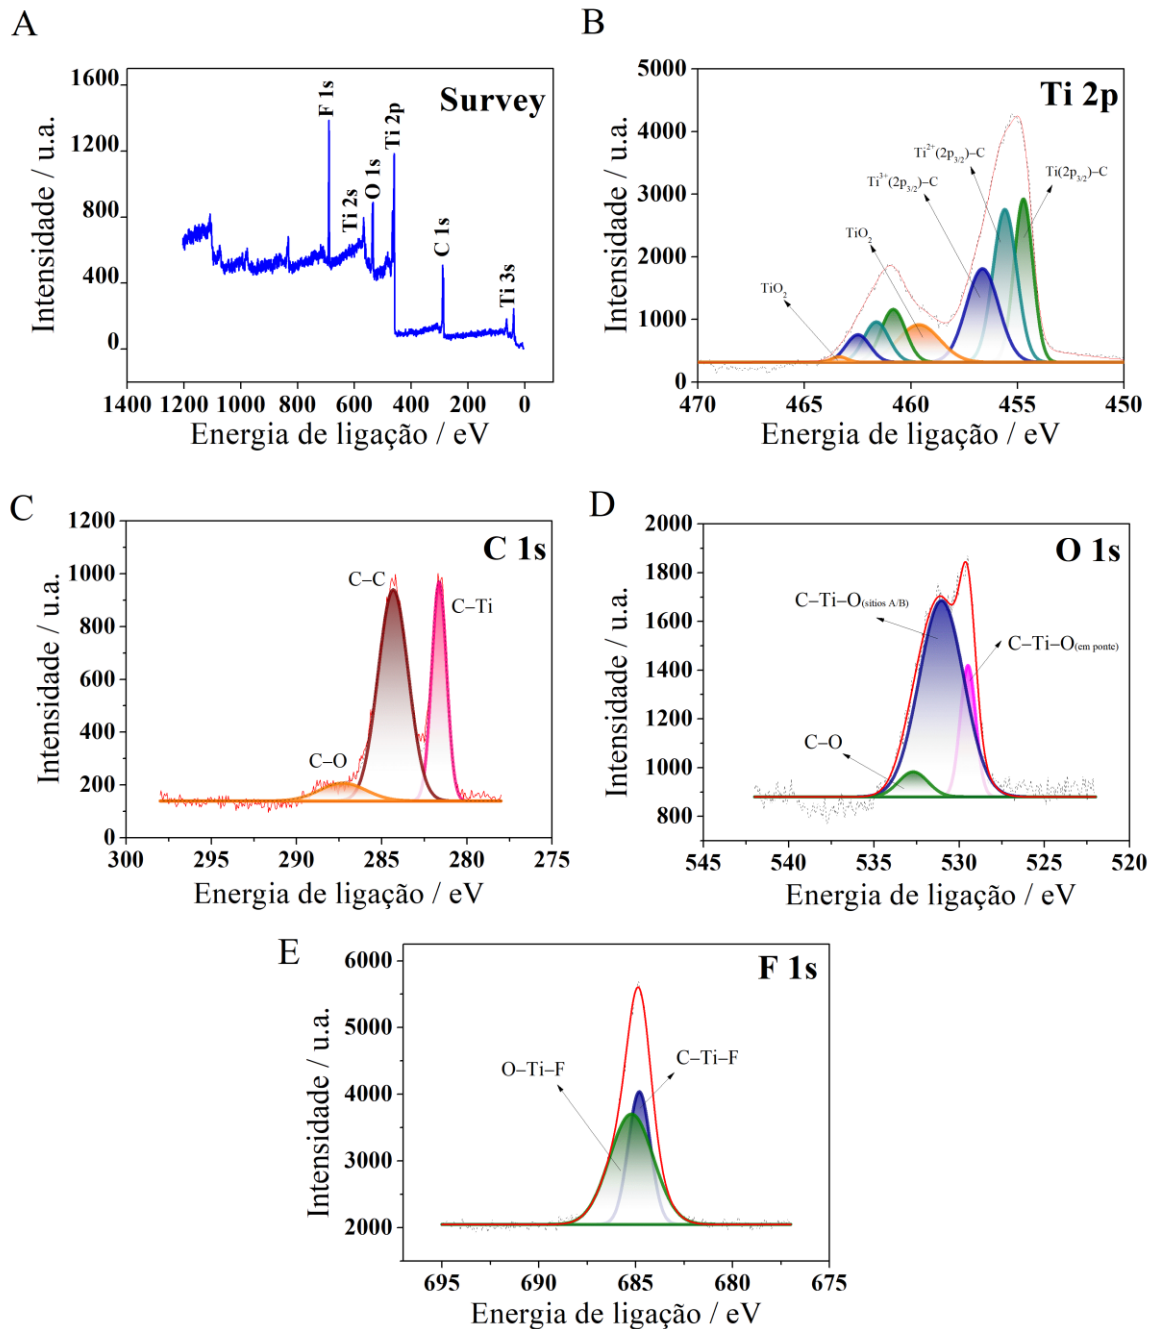 A
Survey
F 1s
Ti 2s
O 1s
Ti 2p
C 1s
Ti 3s
1600
1200
800
400
0
1400 1200 1000 800 600 400 200 0
Intensidade / u.a.
Energia de ligação / eV
B
Ti 2p
5000
4000
3000
2000
1000
0
Ti²⁺(2p₃/₂)–C
Ti³⁺(2p₃/₂)–C
Ti(2p₃/₂)–C
TiO₂
TiO₂
470 465 460 455 450
Intensidade / u.a.
Energia de ligação / eV
C
C 1s
1200
1000
800
600
400
200
0
C–C
C–Ti
C–O
300 295 290 285 280 275
Intensidade / u.a.
Energia de ligação / eV
D
O 1s
2000
1800
1600
1400
1200
1000
800
C–Ti–O(sítios A/B)
C–Ti–O(em ponte)
C–O
545 540 535 530 525 520
Intensidade / u.a.
Energia de ligação / eV
E
F 1s
6000
5000
4000
3000
2000
O–Ti–F
C–Ti–F
695 690 685 680 675
Intensidade / u.a.
Energia de ligação / eV